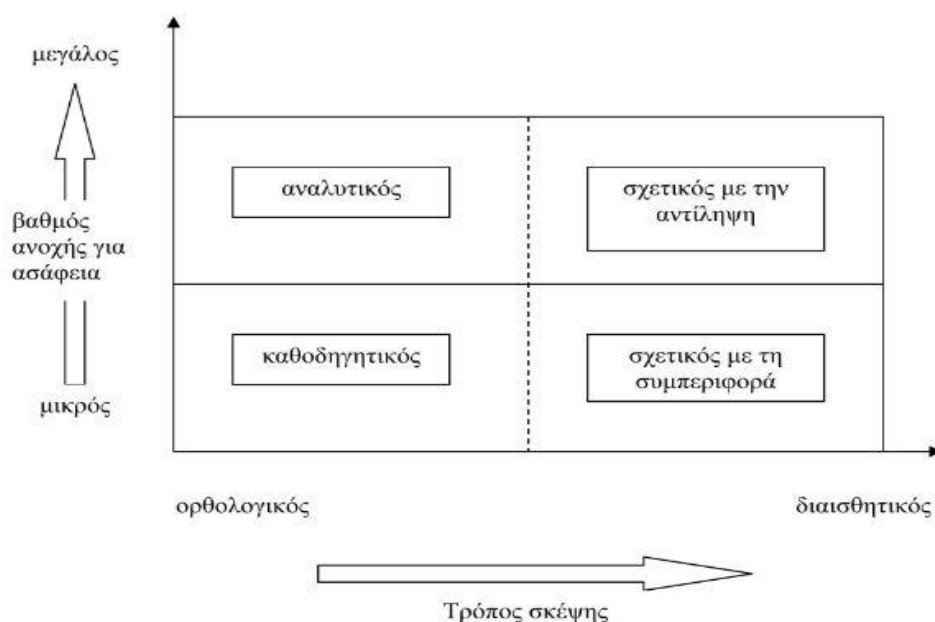 μεγάλος
βαθμός
ανοχής για
ασάφεια
μικρός
αναλυτικός
σχετικός με την
αντίληψη
καθοδηγητικός
σχετικός με τη
συμπεριφορά
ορθολογικός
διαισθητικός
Τρόπος σκέψης